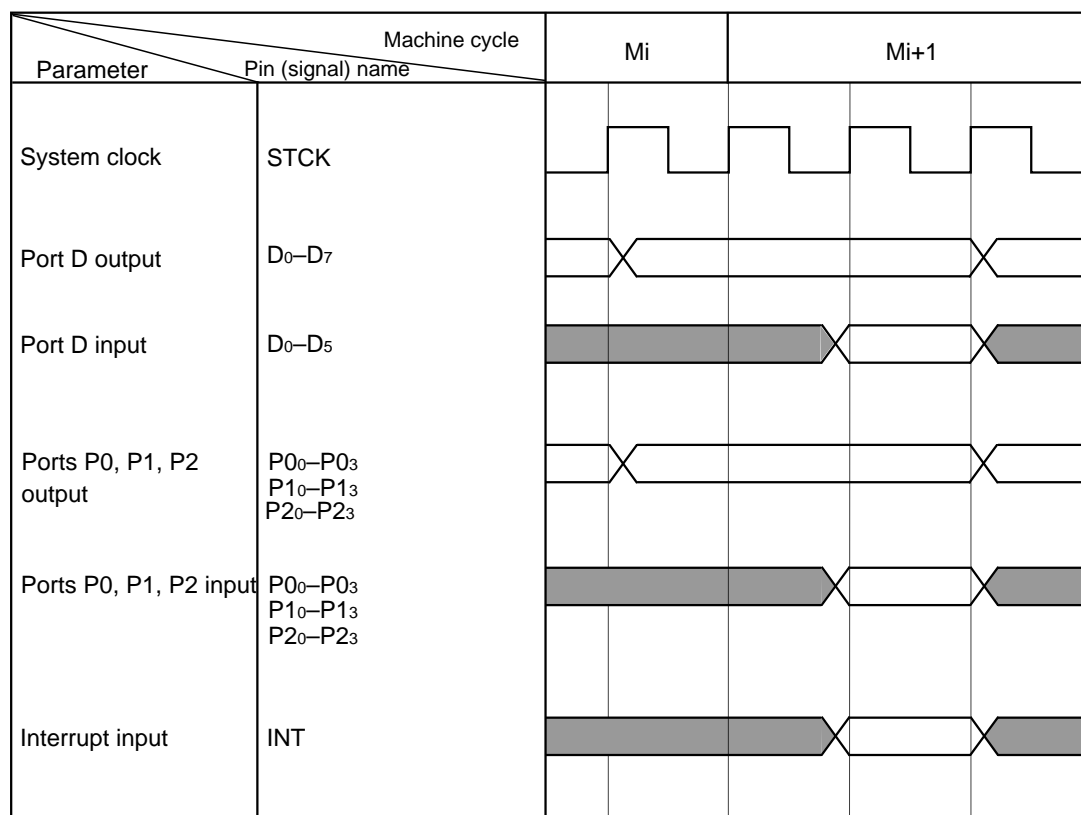 Machine cycle
Parameter
Pin (signal) name
Mi
Mi+1
System clock
STCK
Port D output
D₀–D₇
Port D input
D₀–D₅
Ports P0, P1, P2
output
P0₀–P0₃
P1₀–P1₃
P2₀–P2₃
Ports P0, P1, P2 input
P0₀–P0₃
P1₀–P1₃
P2₀–P2₃
Interrupt input
INT